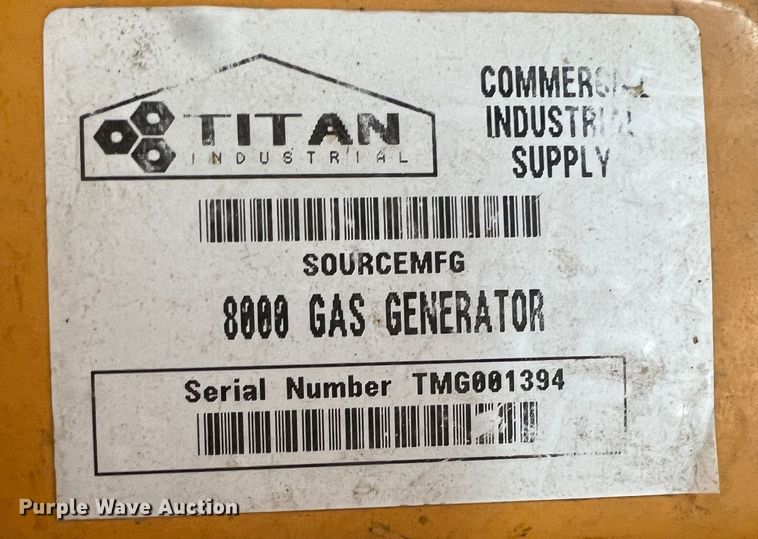 TITAN
INDUSTRIAL
COMMERCIAL
INDUSTRIAL
SUPPLY
SOURCEMFG
8000 GAS GENERATOR
Serial Number TMG001394
Purple Wave Auction